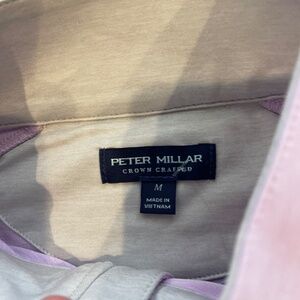 PETER MILLAR
CROWN CRAFTED
M
MADE IN
VIETNAM